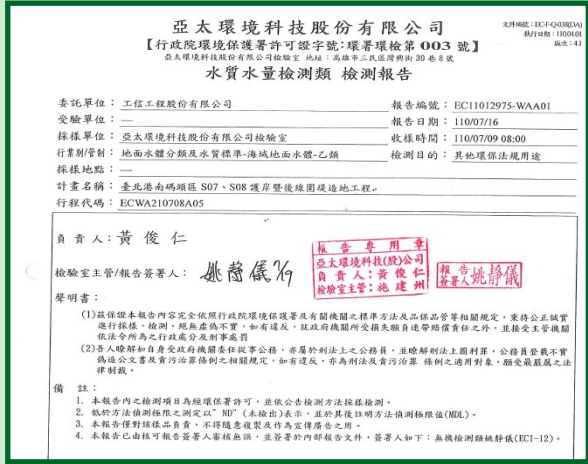 亞太環境科技股份有限公司
文件編號：EC-F-Q-038(DA)
執行日期：110.04.01
版次：4.1
【行政院環境保護署許可證字號：環署環檢第 003 號】
亞太環境科技股份有限公司檢驗室 地址：高雄市三民區灣興街 39 巷 8 號
水質水量檢測類 檢測報告
委託單位：工信工程股份有限公司
報告編號：EC11012975-WAA01
受驗單位：—
報告日期：110/07/16
採樣單位：亞太環境科技股份有限公司檢驗室
收樣時間：110/07/09 08:00
行業別/管制：地面水體分類及水質標準-海域地面水體-乙類
檢測目的：其他環保法規用途
採樣地點：—
計畫名稱：臺北港南碼頭區 S07、S08 護岸暨後線圍堤造地工程
行程代碼：ECWA210708A05
負責人：黃俊仁
檢驗室主管/報告簽署人：姚靜儀 7/19
報告專用章
亞太環境科技(股)公司
負責人：黃俊仁
檢驗室主管：施建州
報告簽署人 姚靜儀
聲明書：
(1)茲保證本報告內容完全依照行政院環境保護署及有關機關之標準方法及品保品管等相關規定，秉持公正誠實
進行採樣、檢測，絕無虛偽不實，如有違反，就政府機關所受損失願負連帶賠償責任之外，並接受主管機關
依法令所為之行政處分及刑事處罰
(2)吾人瞭解如自身受政府機關委任從事公務，亦屬於刑法上之公務員，並瞭解刑法上圖利罪、公務員登載不實
偽造公文書及貪污治罪條例之相關規定，如有違反，亦為刑法及貪污治罪 條例之適用對象，願受最嚴厲之法
律制裁。
備 註：
1. 本報告內之檢測項目為經環保署許可，並依公告檢測方法採樣檢測。
2. 低於方法偵測極限之測定以"ND"(未檢出)表示，並於其後註明方法偵測極限值(MDL)。
3. 本報告僅對該樣品負責，不得隨意複製及作為宣傳廣告之用。
4. 本報告已由核可報告簽署人審核無誤，並簽署於內部報告文件，簽署人如下：無機檢測類姚靜儀(ECI-12)。